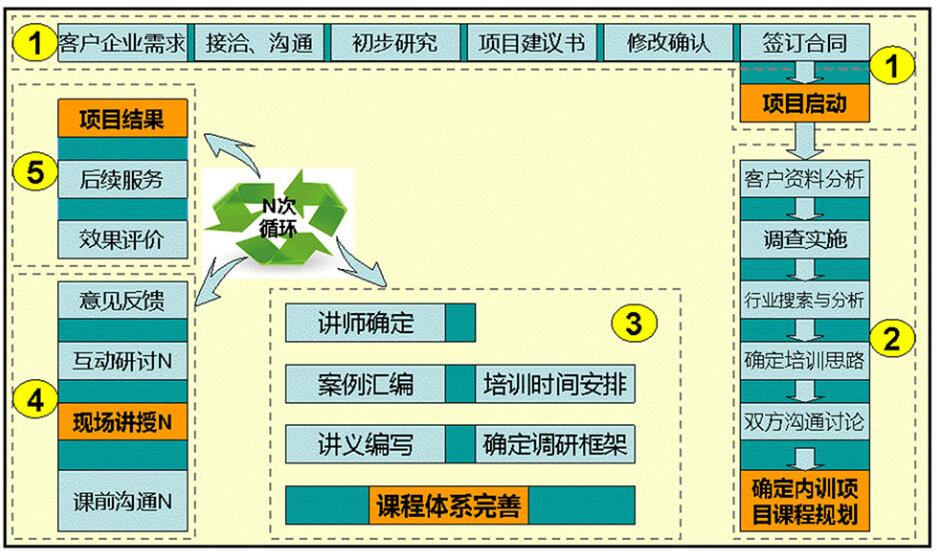 1
客户企业需求
接洽、沟通
初步研究
项目建议书
修改确认
签订合同
1
项目启动
客户资料分析
调查实施
行业搜索与分析
确定培训思路
双方沟通讨论
确定内训项
目课程规划
2
讲师确定
3
案例汇编
培训时间安排
讲义编写
确定调研框架
课程体系完善
意见反馈
互动研讨N
现场讲授N
课前沟通N
4
项目结果
后续服务
效果评价
5
N次
循环